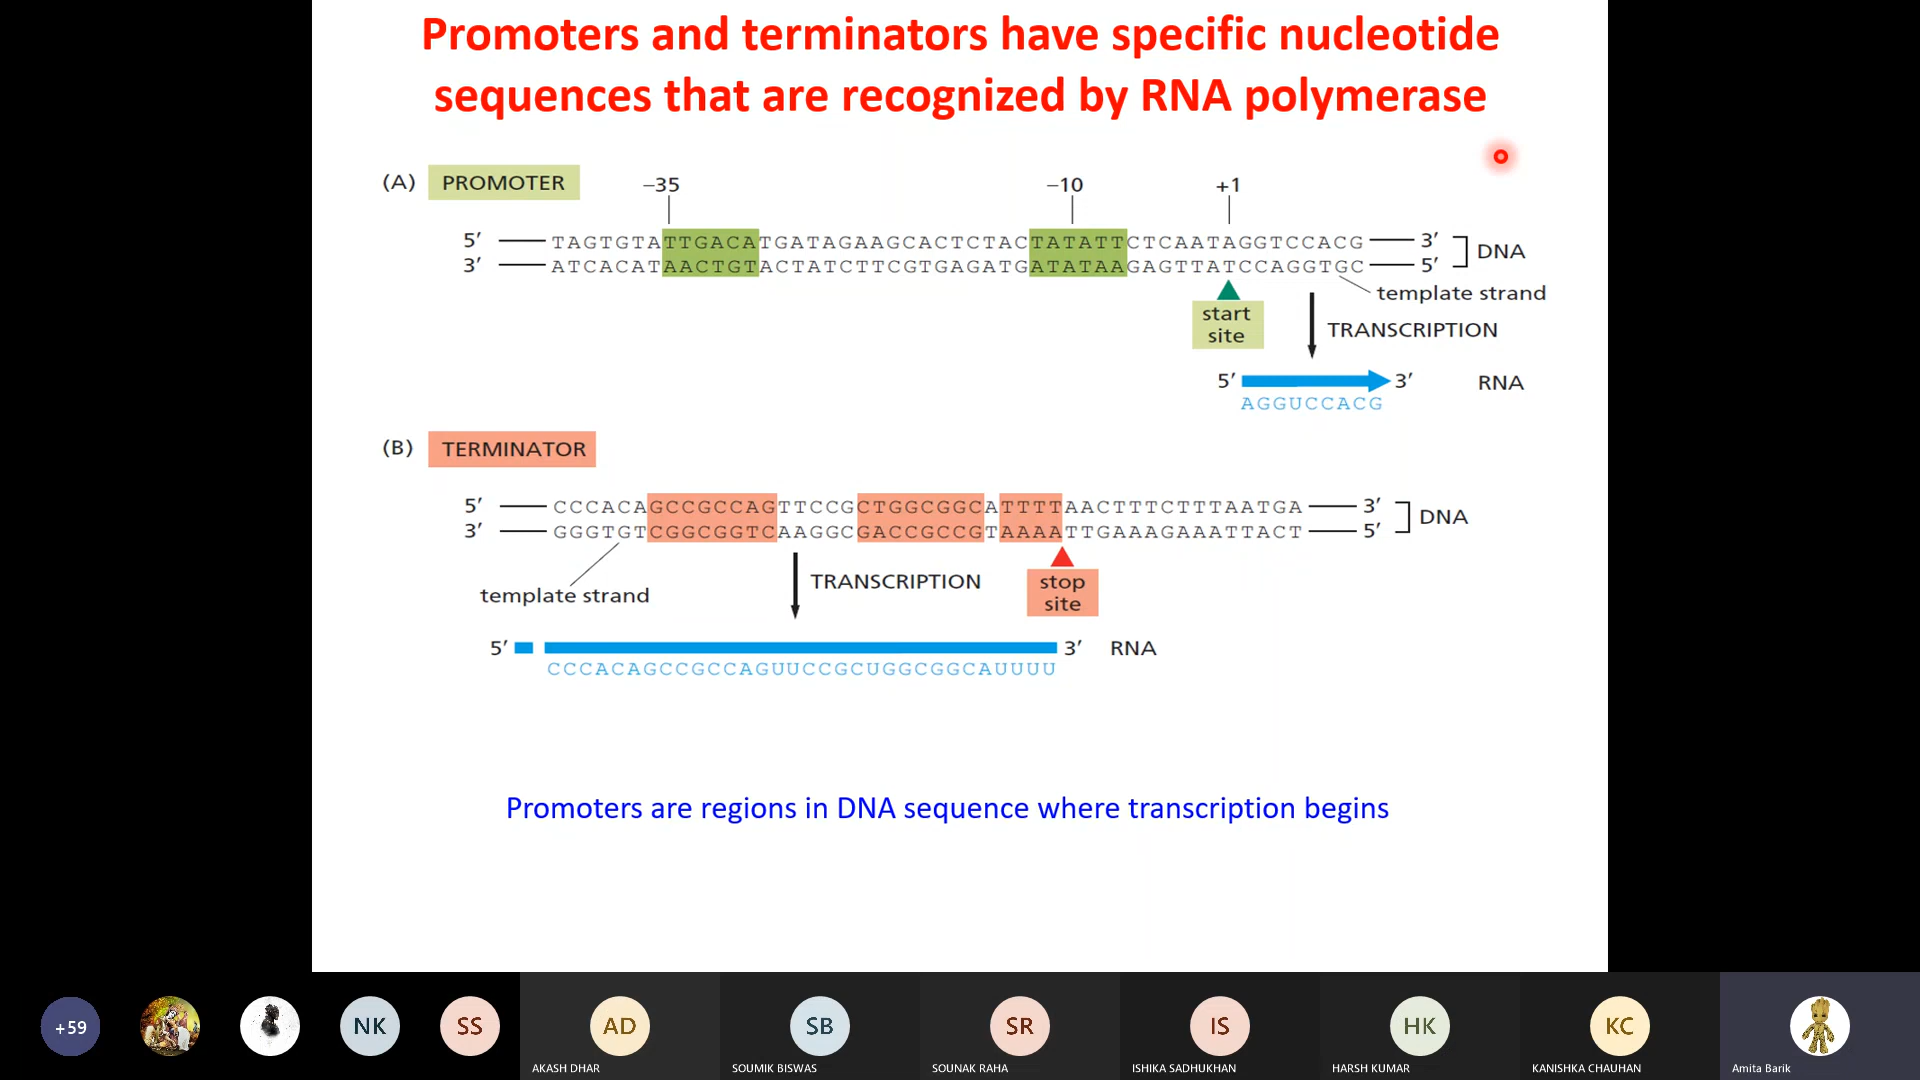 Promoters and terminators have specific nucleotide
sequences that are recognized by RNA polymerase
(A) PROMOTER −35 −10 +1
5′ TAGTGTATTGACATGATAGAAGCACTCTACTATATTCTCAATAGGTCCACG 3′
3′ ATCACATAACTGTACTATCTTCGTGAGATGATATAAGAGTTATCCAGGTGC 5′
DNA
template strand
start
site
TRANSCRIPTION
5′ 3′ RNA
AGGUCCACG
(B) TERMINATOR
5′ CCCACAGCCGCCAGTTCCGCTGGCGGCATTTTAACTTTCTTTAATGA 3′
3′ GGGTGTCGGCGGTCAAGGCGACCGCCGTAAAATTGAAAGAAATTACT 5′
DNA
template strand
TRANSCRIPTION
stop
site
5′ 3′ RNA
CCCACAGCCGCCAGUUCCGCUGGCGGCAUUUU
Promoters are regions in DNA sequence where transcription begins
+59 NK SS AD SB SR IS HK KC
AKASH DHAR SOUMIK BISWAS SOUNAK RAHA ISHIKA SADHUKHAN HARSH KUMAR KANISHKA CHAUHAN Amita Barik